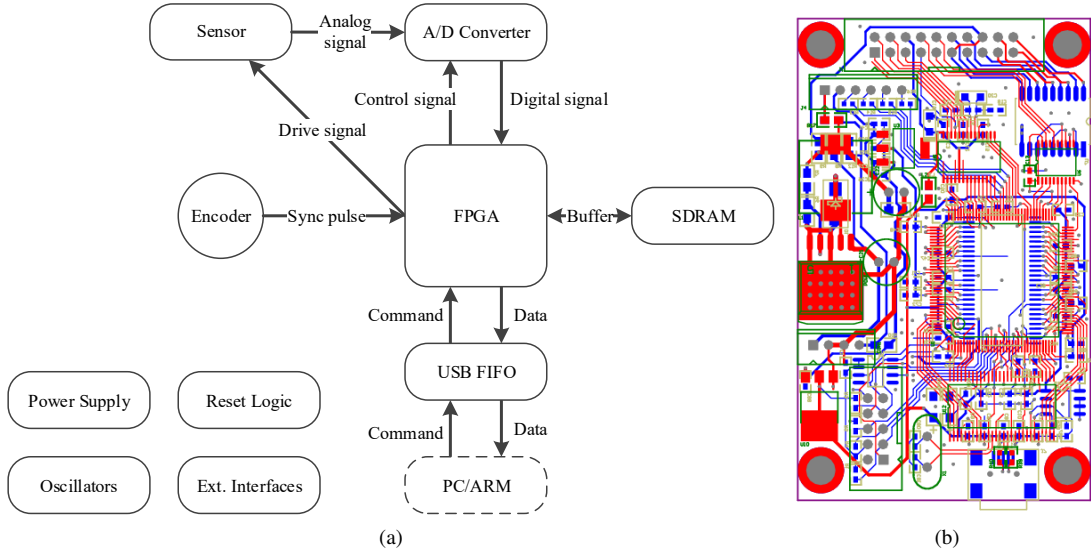 Sensor
Analog
signal
A/D Converter
Control signal
Digital signal
Drive signal
Encoder
Sync pulse
FPGA
Buffer
SDRAM
Command
Data
USB FIFO
Power Supply
Reset Logic
Command
Data
Oscillators
Ext. Interfaces
PC/ARM
(a)
(b)